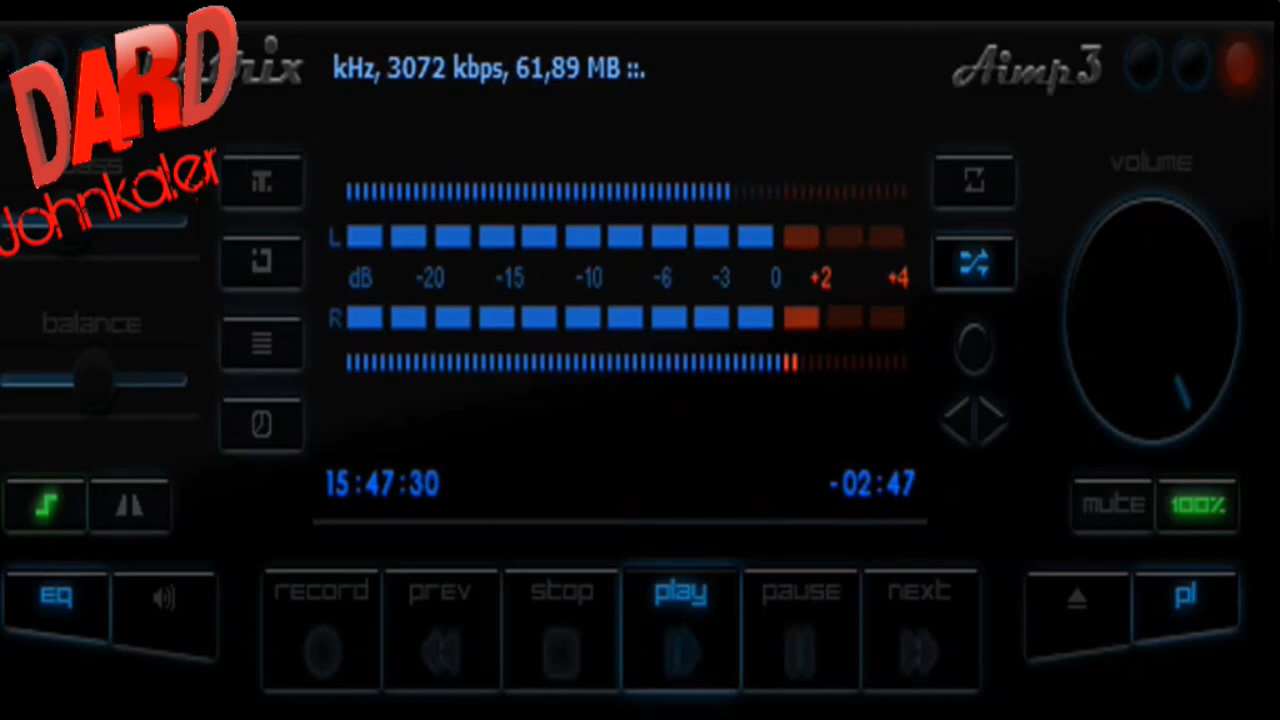 DARD
Johnkaler
kHz, 3072 kbps, 61,89 MB ::.
Aimp3
volume
L
dB -20 -15 -10 -6 -3 0 +2 +4
R
balance
15:47:30
-02:47
mute
100%
EQ
record
prev
stop
play
pause
next
pl